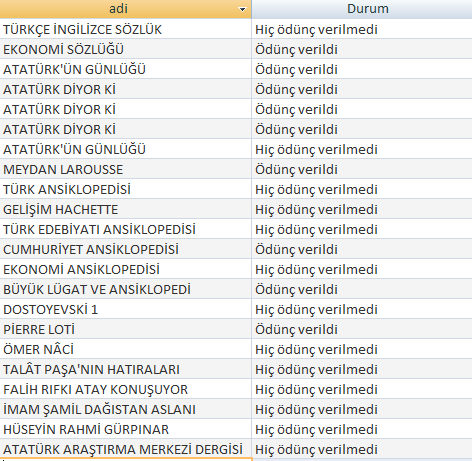 adi Durum
TÜRKÇE İNGİLİZCE SÖZLÜK Hiç ödünç verilmedi
EKONOMİ SÖZLÜĞÜ Ödünç verildi
ATATÜRK'ÜN GÜNLÜĞÜ Ödünç verildi
ATATÜRK DİYOR Kİ Ödünç verildi
ATATÜRK DİYOR Kİ Ödünç verildi
ATATÜRK DİYOR Kİ Ödünç verildi
ATATÜRK'ÜN GÜNLÜĞÜ Hiç ödünç verilmedi
MEYDAN LAROUSSE Ödünç verildi
TÜRK ANSİKLOPEDİSİ Hiç ödünç verilmedi
GELİŞİM HACHETTE Hiç ödünç verilmedi
TÜRK EDEBİYATI ANSİKLOPEDİSİ Hiç ödünç verilmedi
CUMHURİYET ANSİKLOPEDİSİ Ödünç verildi
EKONOMİ ANSİKLOPEDİSİ Hiç ödünç verilmedi
BÜYÜK LÜGAT VE ANSİKLOPEDİ Ödünç verildi
DOSTOYEVSKİ 1 Hiç ödünç verilmedi
PİERRE LOTİ Ödünç verildi
ÖMER NÂCİ Hiç ödünç verilmedi
TALÂT PAŞA'NIN HATIRALARI Hiç ödünç verilmedi
FALİH RIFKI ATAY KONUŞUYOR Hiç ödünç verilmedi
İMAM ŞAMİL DAĞISTAN ASLANI Hiç ödünç verilmedi
HÜSEYİN RAHMİ GÜRPINAR Hiç ödünç verilmedi
ATATÜRK ARAŞTIRMA MERKEZİ DERGİSİ Hiç ödünç verilmedi